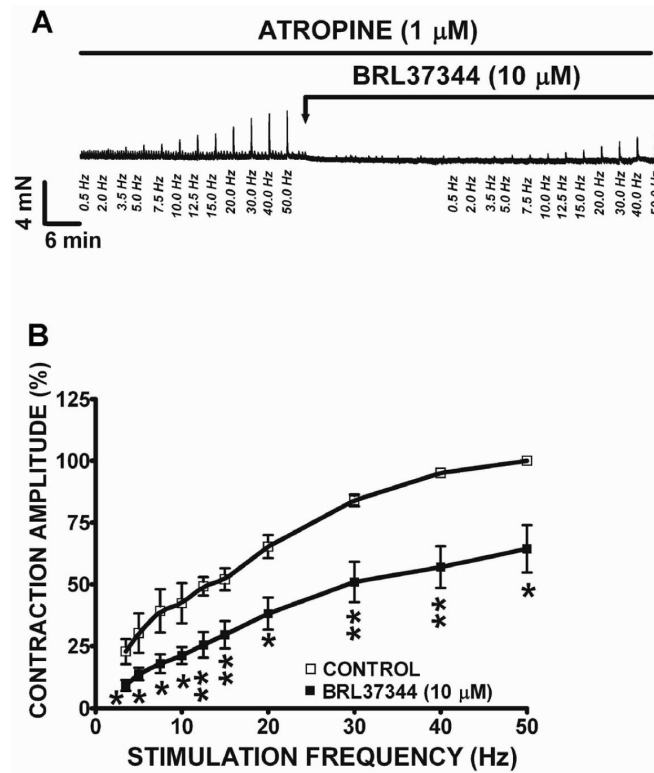 A
ATROPINE (1 μM)
BRL37344 (10 μM)
4 mN
6 min
0.5 Hz
2.0 Hz
3.5 Hz
5.0 Hz
7.5 Hz
10.0 Hz
12.5 Hz
15.0 Hz
20.0 Hz
30.0 Hz
40.0 Hz
50.0 Hz
0.5 Hz
2.0 Hz
3.5 Hz
5.0 Hz
7.5 Hz
10.0 Hz
12.5 Hz
15.0 Hz
20.0 Hz
30.0 Hz
40.0 Hz
B
CONTRACTION AMPLITUDE (%)
125
100
75
50
25
0
* * * * ** ** * ** ** *
CONTROL
BRL37344 (10 μM)
0 10 20 30 40 50
STIMULATION FREQUENCY (Hz)